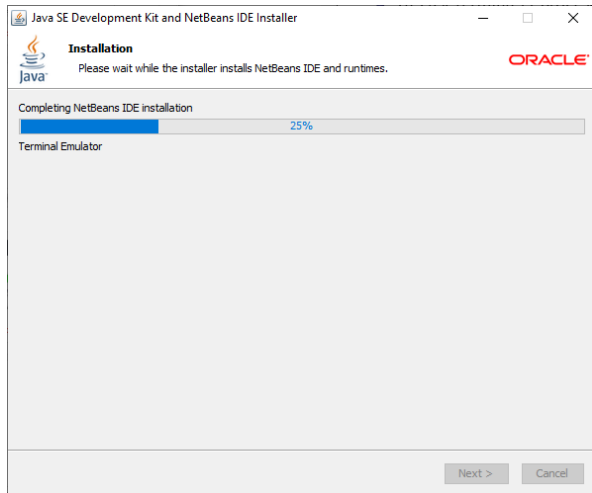 Java SE Development Kit and NetBeans IDE Installer
Installation
Please wait while the installer installs NetBeans IDE and runtimes.
Java
ORACLE
Completing NetBeans IDE installation
25%
Terminal Emulator
Next >
Cancel